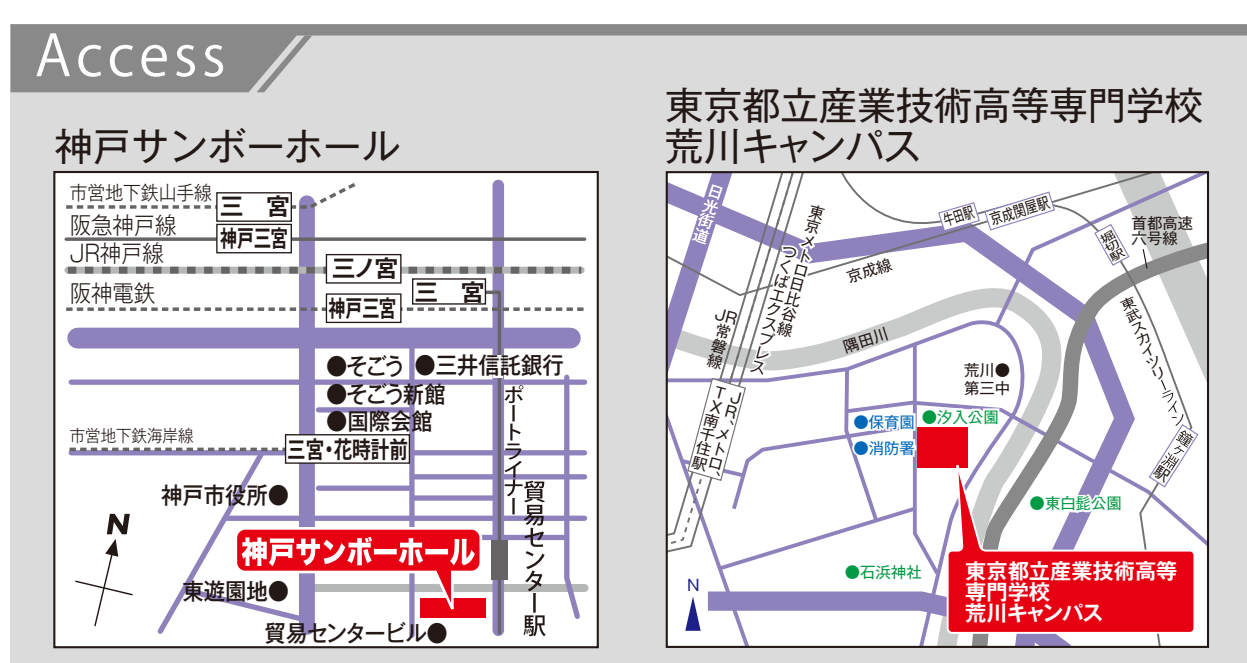 Access
神戸サンボーホール
市営地下鉄山手線
三 宮
阪急神戸線
神戸三宮
JR神戸線
三ノ宮
阪神電鉄
三 宮
神戸三宮
●そごう
●三井信託銀行
●そごう新館
●国際会館
ポートライナー
市営地下鉄海岸線
三宮・花時計前
神戸市役所●
貿易センター駅
N
神戸サンボーホール
東遊園地●
貿易センタービル●
東京都立産業技術高等専門学校
荒川キャンパス
日光街道
東京メトロ日比谷線
つくばエクスプレス
JR常磐線
牛田駅
京成関屋駅
堀切駅
首都高速
六号線
京成線
隅田川
東武スカイツリーライン
荒川●
第三中
JR、メトロ、
TX南千住駅
●保育園
●汐入公園
●消防署
鐘ヶ淵駅
●東白髭公園
●石浜神社
N
東京都立産業技術高等
専門学校
荒川キャンパス